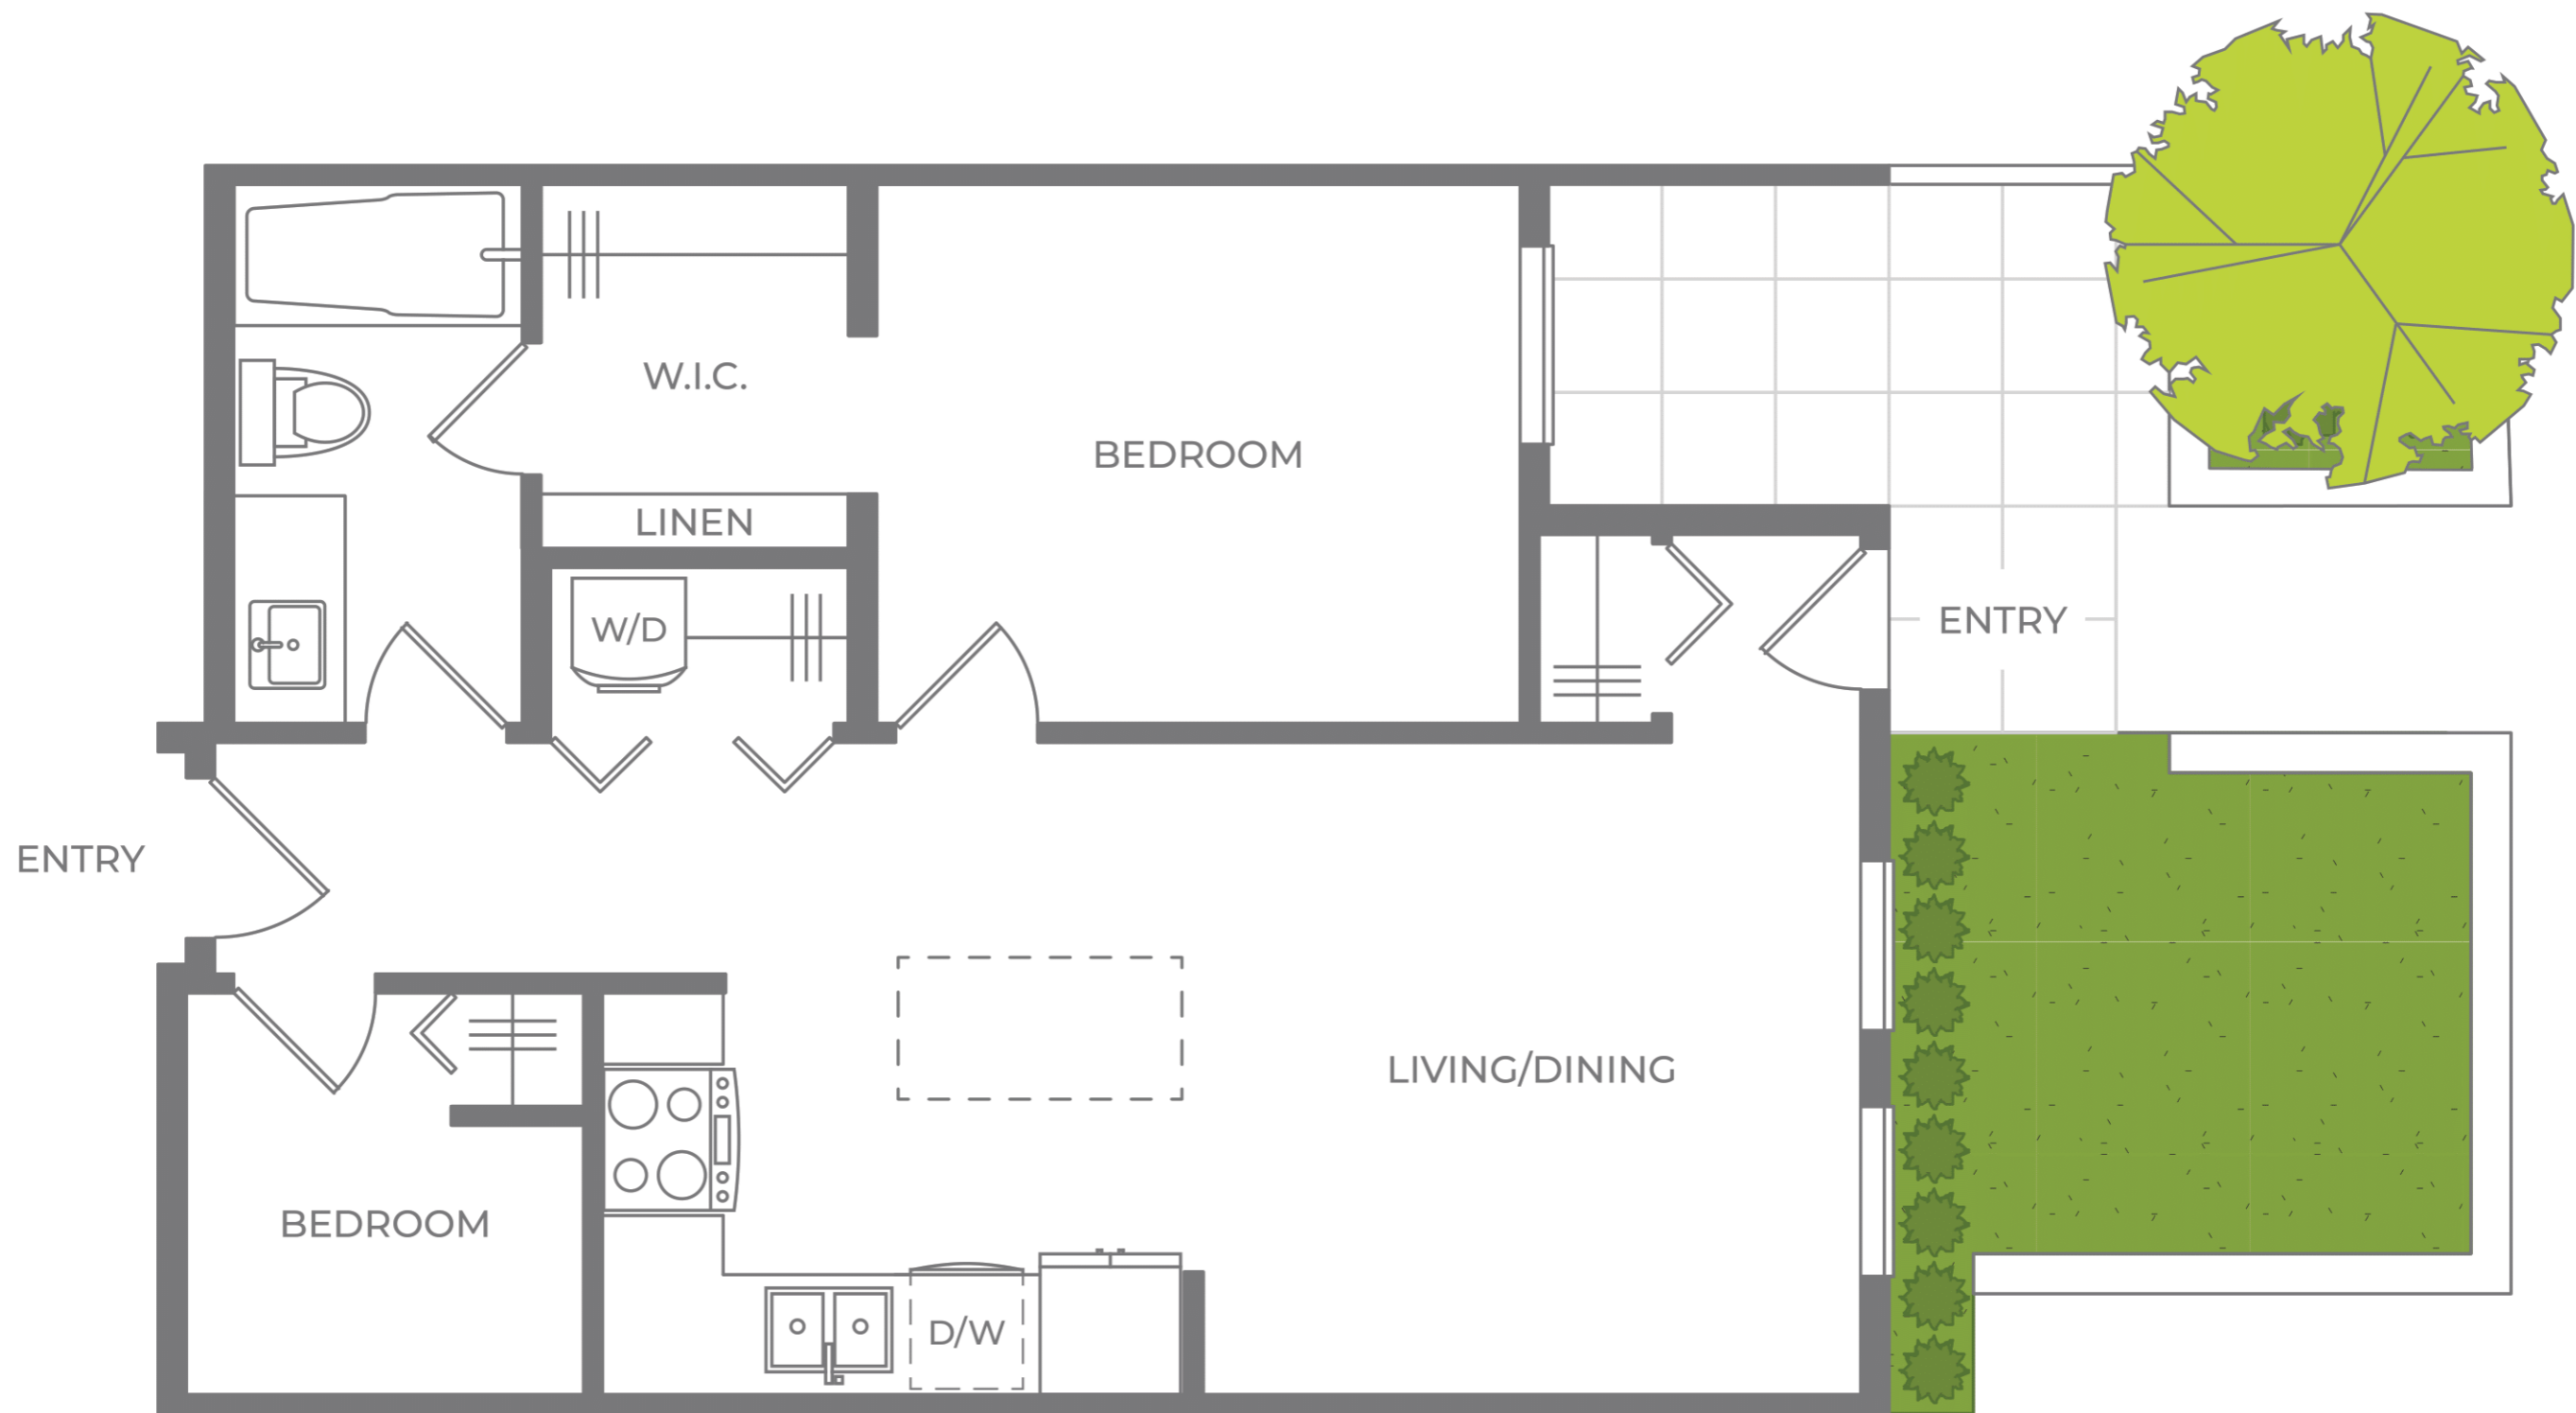 W.I.C.
BEDROOM
LINEN
W/D
ENTRY
ENTRY
LIVING/DINING
BEDROOM
D/W